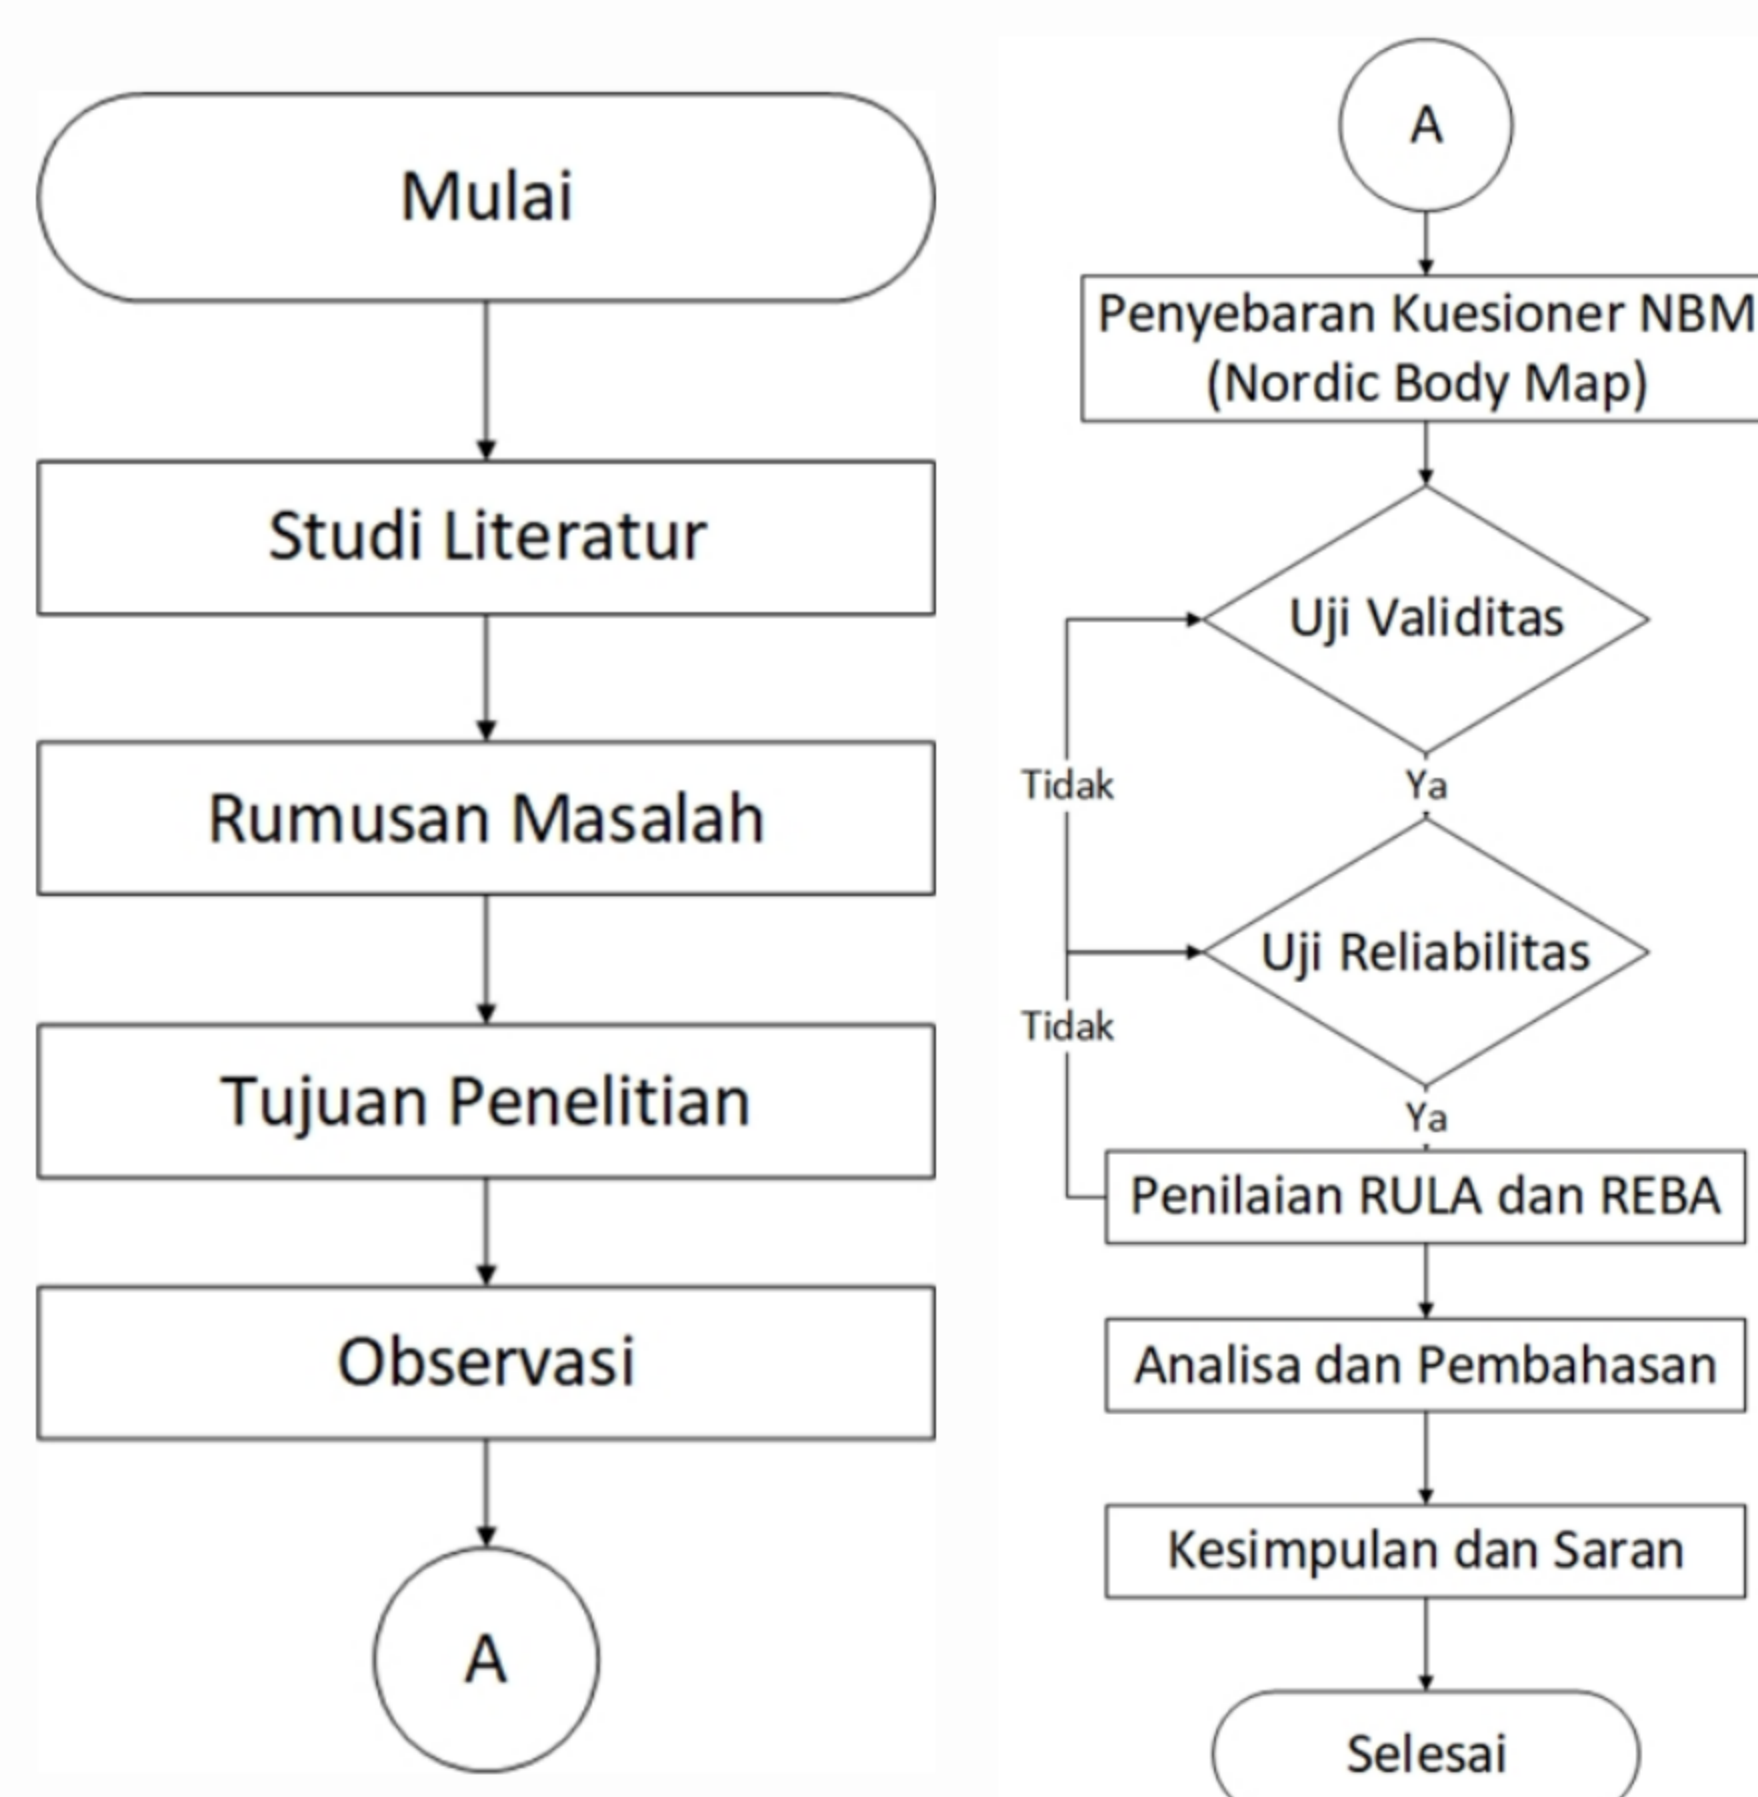 Mulai
Studi Literatur
Rumusan Masalah
Tujuan Penelitian
Observasi
A
A
Penyebaran Kuesioner NBM
(Nordic Body Map)
Uji Validitas
Tidak
Ya
Uji Reliabilitas
Tidak
Ya
Penilaian RULA dan REBA
Analisa dan Pembahasan
Kesimpulan dan Saran
Selesai